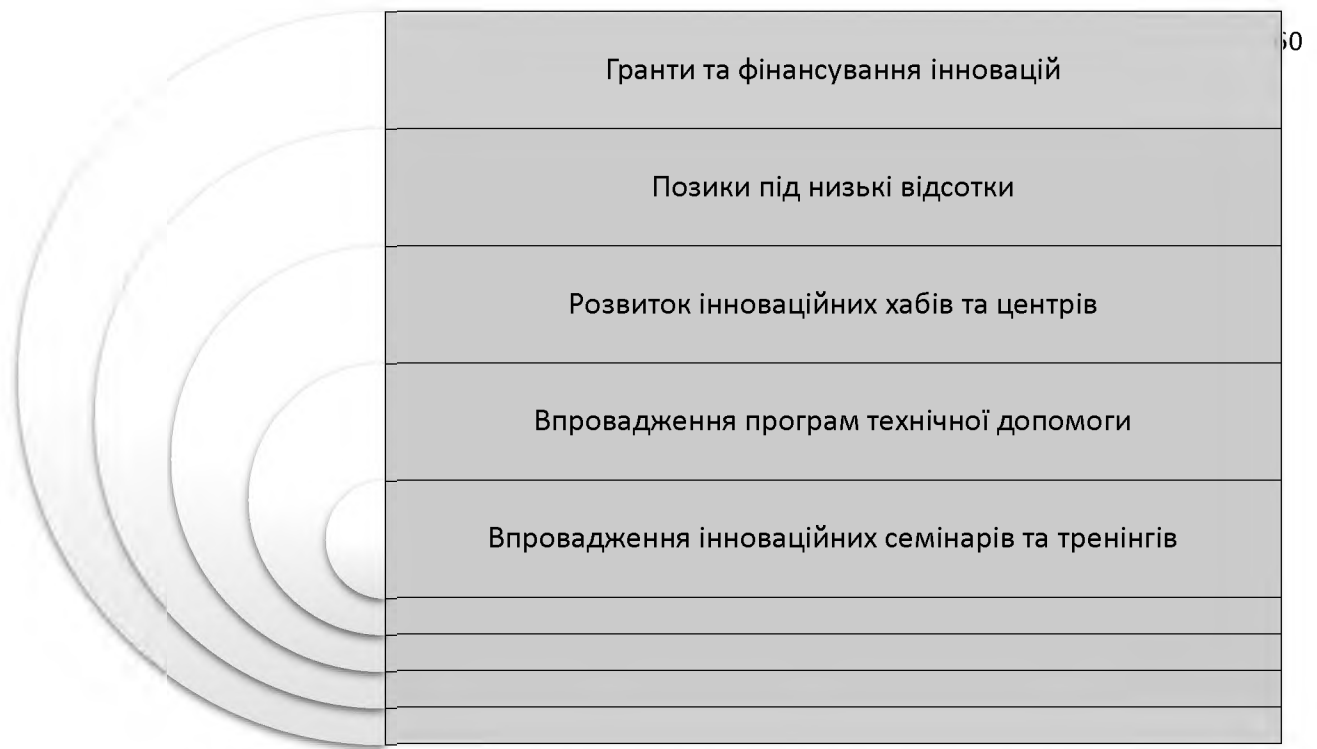 Гранти та фінансування інновацій
Позики під низькі відсотки
Розвиток інноваційних хабів та центрів
Впровадження програм технічної допомоги
Впровадження інноваційних семінарів та тренінгів